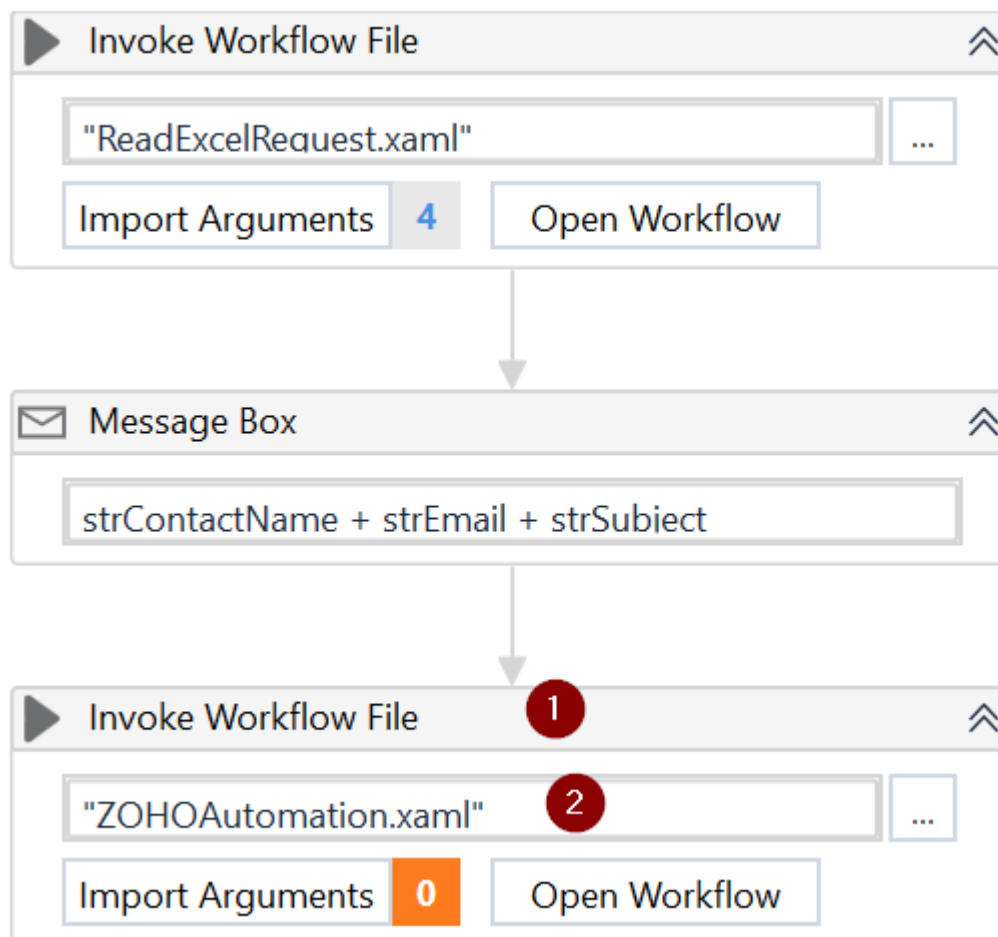 Invoke Workflow File
"ReadExcelRequest.xaml"
...
Import Arguments 4 Open Workflow
Message Box
strContactName + strEmail + strSubject
Invoke Workflow File 1
"ZOHOAutomation.xaml" 2
...
Import Arguments 0 Open Workflow